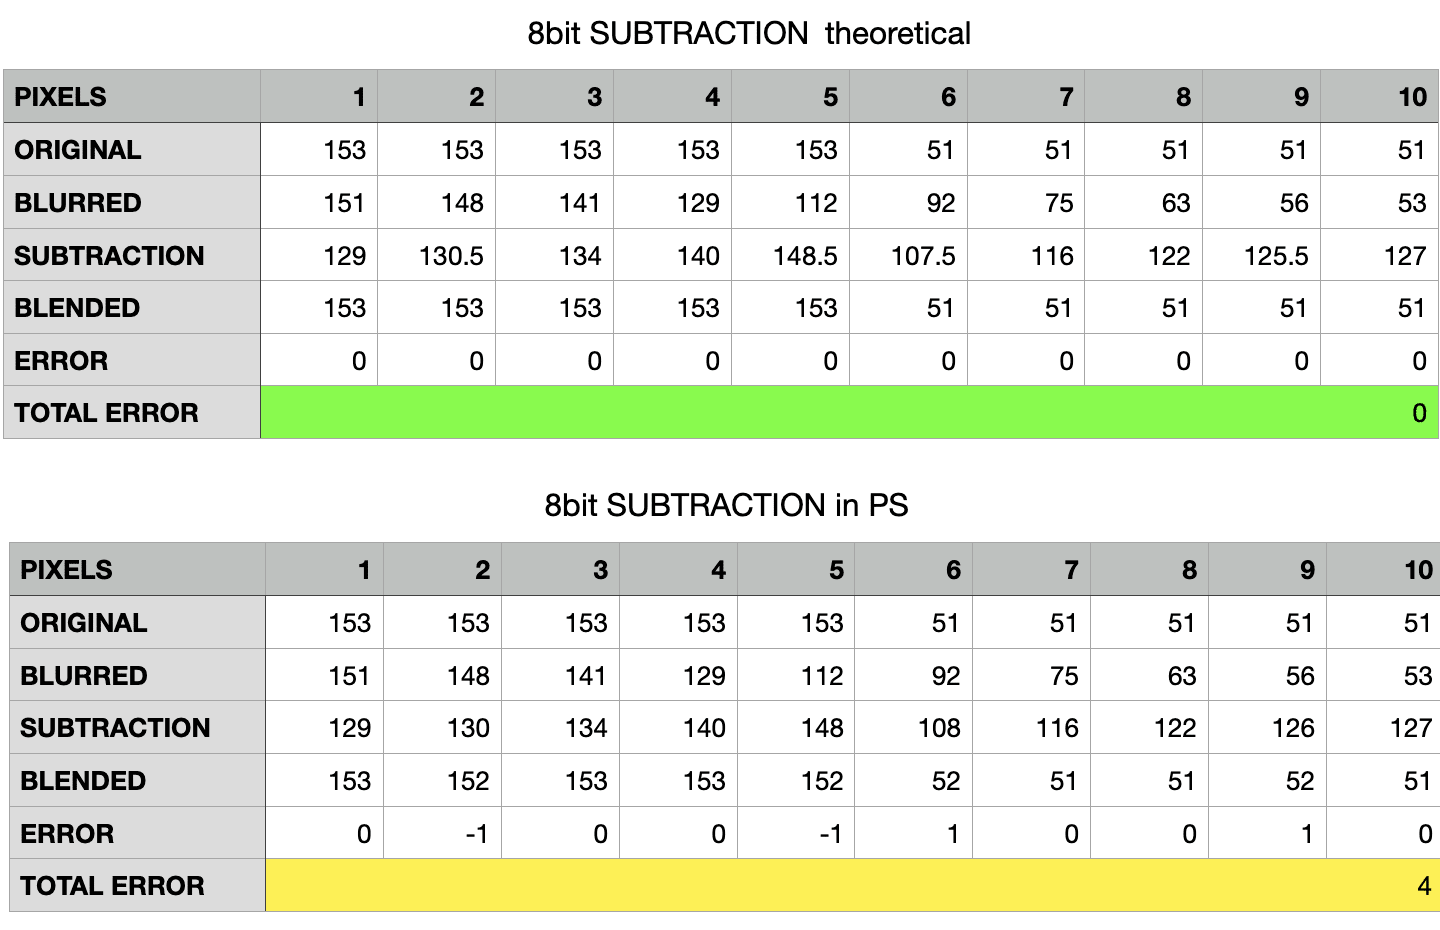 8bit SUBTRACTION theoretical
PIXELS 1 2 3 4 5 6 7 8 9 10
ORIGINAL 153 153 153 153 153 51 51 51 51 51
BLURRED 151 148 141 129 112 92 75 63 56 53
SUBTRACTION 129 130.5 134 140 148.5 107.5 116 122 125.5 127
BLENDED 153 153 153 153 153 51 51 51 51 51
ERROR 0 0 0 0 0 0 0 0 0 0
TOTAL ERROR 0
8bit SUBTRACTION in PS
PIXELS 1 2 3 4 5 6 7 8 9 10
ORIGINAL 153 153 153 153 153 51 51 51 51 51
BLURRED 151 148 141 129 112 92 75 63 56 53
SUBTRACTION 129 130 134 140 148 108 116 122 126 127
BLENDED 153 152 153 153 152 52 51 51 52 51
ERROR 0 -1 0 0 -1 1 0 0 1 0
TOTAL ERROR 4